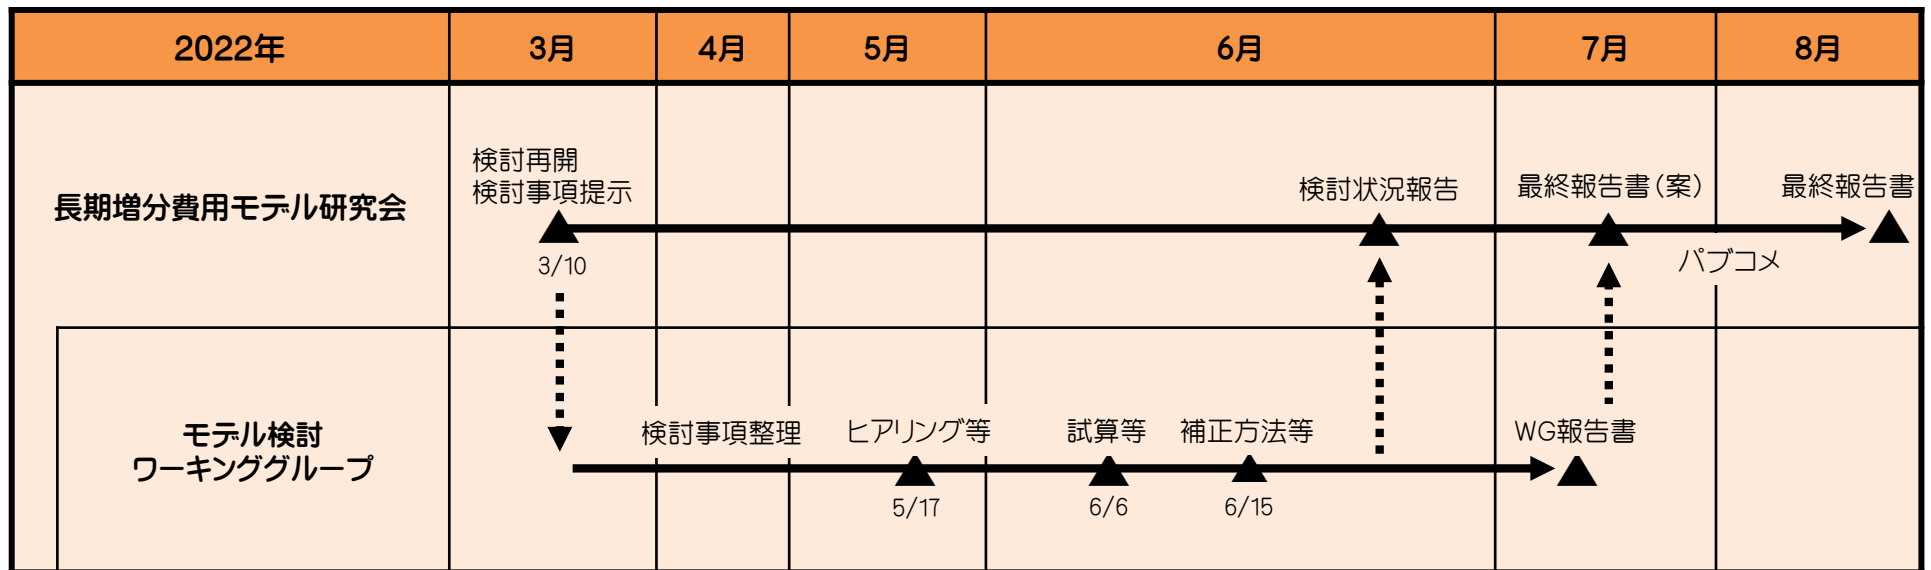 2022年 3月 4月 5月 6月 7月 8月
長期増分費用モデル研究会
検討再開
検討事項提示
3/10
検討状況報告
最終報告書（案）
パブコメ
最終報告書
モデル検討
ワーキンググループ
検討事項整理
ヒアリング等
5/17
試算等
6/6
補正方法等
6/15
WG報告書